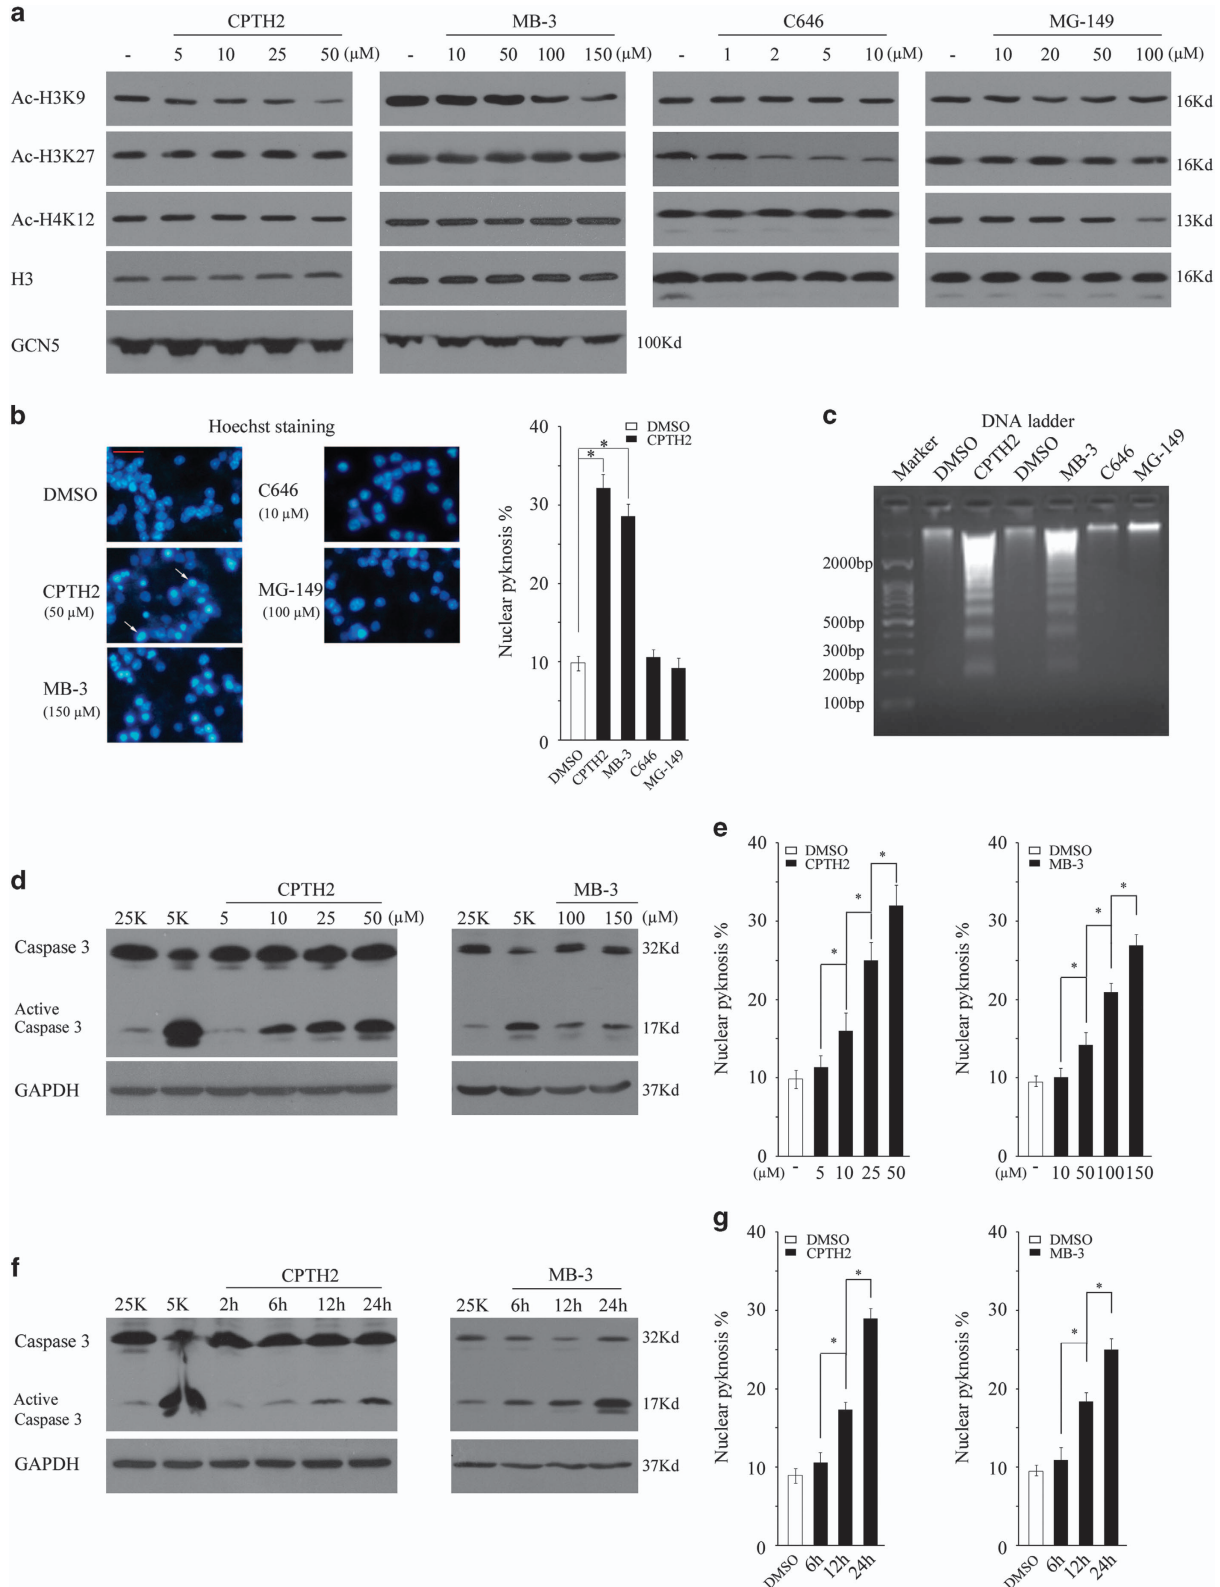 a
CPTH2
MB-3
C646
MG-149
- 5 10 25 50 (μM)
- 10 50 100 150 (μM)
- 1 2 5 10 (μM)
- 10 20 50 100 (μM)
Ac-H3K9
16Kd
Ac-H3K27
16Kd
Ac-H4K12
13Kd
H3
16Kd
GCN5
100Kd
b
Hoechst staining
DMSO
CPTH2
(50 μM)
MB-3
(150 μM)
C646
(10 μM)
MG-149
(100 μM)
Nuclear pyknosis %
40
30
20
10
0
DMSO
CPTH2
*
*
DMSO
CPTH2
MB-3
C646
MG-149
c
DNA ladder
Marker
DMSO
CPTH2
DMSO
MB-3
C646
MG-149
2000bp
500bp
300bp
200bp
100bp
d
CPTH2
25K 5K 5 10 25 50 (μM)
MB-3
25K 5K 100 150 (μM)
Caspase 3
32Kd
Active
Caspase 3
17Kd
GAPDH
37Kd
e
Nuclear pyknosis %
40
30
20
10
0
DMSO
CPTH2
*
*
*
(μM) - 5 10 25 50
Nuclear pyknosis %
40
30
20
10
0
DMSO
MB-3
*
*
*
(μM) - 10 50 100 150
f
CPTH2
25K 5K 2h 6h 12h 24h
MB-3
25K 6h 12h 24h
Caspase 3
32Kd
Active
Caspase 3
17Kd
GAPDH
37Kd
g
Nuclear pyknosis %
40
30
20
10
0
DMSO
CPTH2
*
*
DMSO 6h 12h 24h
Nuclear pyknosis %
40
30
20
10
0
DMSO
MB-3
*
*
DMSO 6h 12h 24h